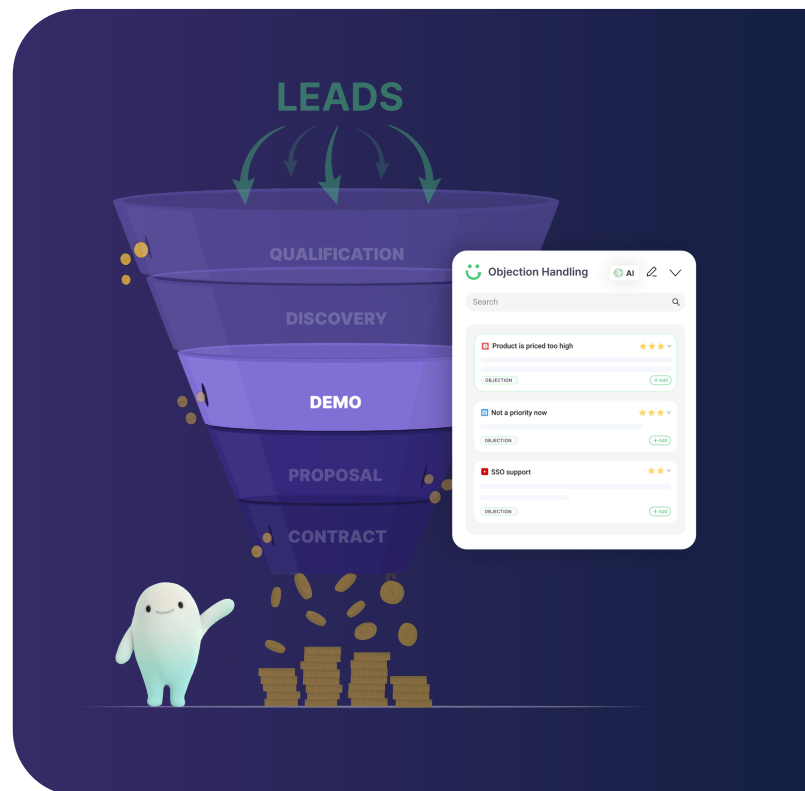 LEADS
QUALIFICATION
DISCOVERY
DEMO
PROPOSAL
CONTRACT
Objection Handling
AI
Search
Product is priced too high
OBJECTION
+ Add
Not a priority now
OBJECTION
+ Add
SSO support
OBJECTION
+ Add